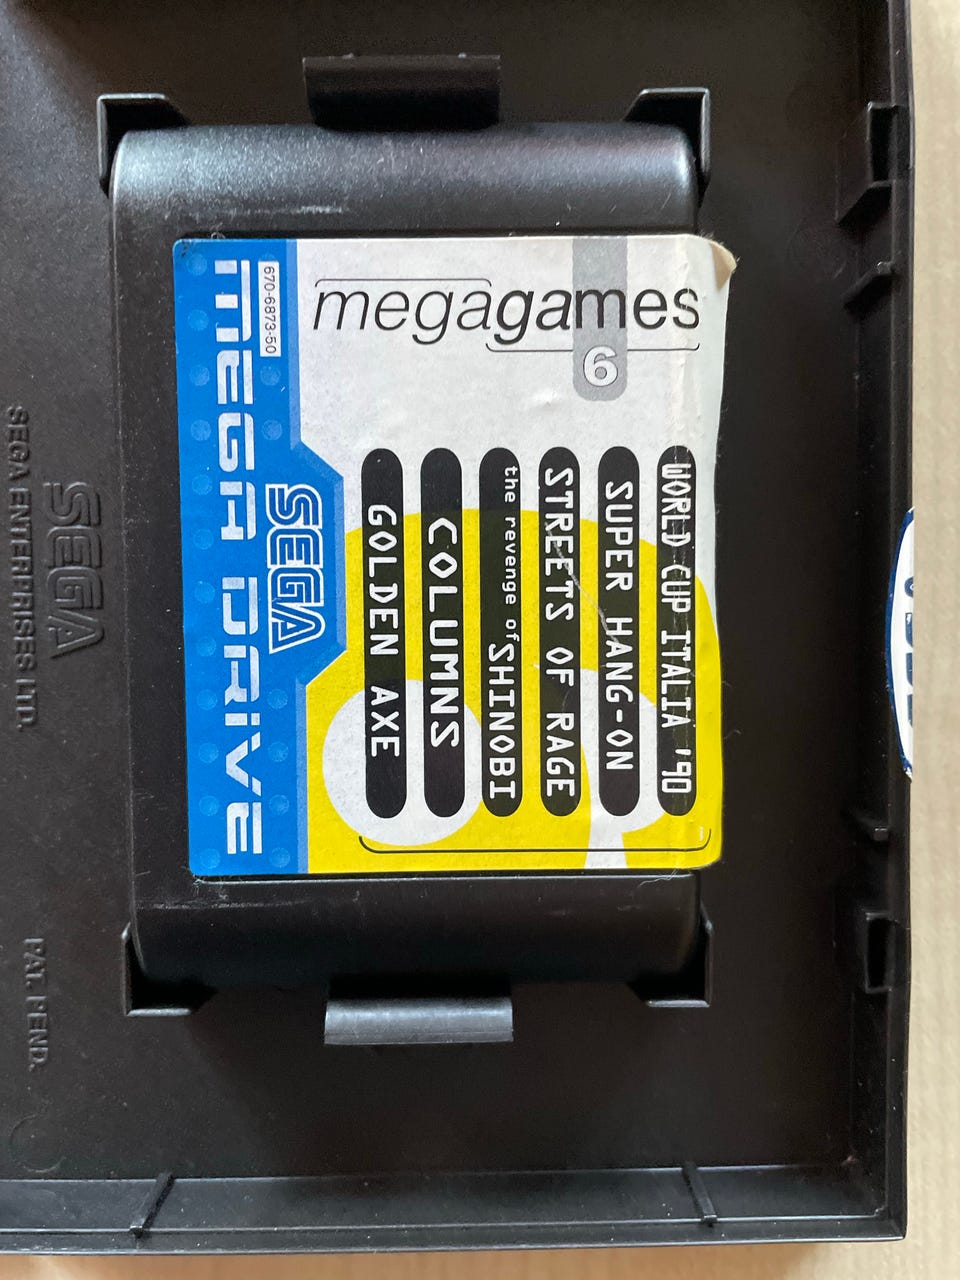 megagames
6
670-6873-50
MEGA DRIVE
SEGA
WORLD CUP ITALIA '90
SUPER HANG-ON
STREETS OF RAGE
the revenge of SHINOBI
COLUMNS
GOLDEN AXE
SEGA
SEGA ENTERPRISES LTD.
PAT. PEND.